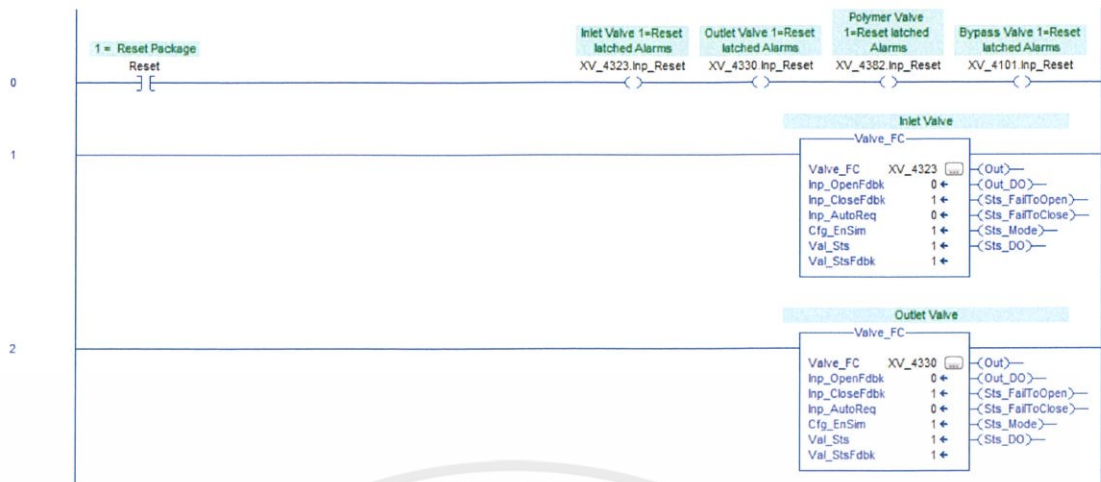 1 = Reset Package
Reset
Inlet Valve 1=Reset
latched Alarms
XV_4323.Inp_Reset
Outlet Valve 1=Reset
latched Alarms
XV_4330.Inp_Reset
Polymer Valve
1=Reset latched
Alarms
XV_4382.Inp_Reset
Bypass Valve 1=Reset
latched Alarms
XV_4101.Inp_Reset
0
1
Inlet Valve
Valve_FC
Valve_FC XV_4323 ... (Out)
Inp_OpenFdbk 0 (Out_DO)
Inp_CloseFdbk 1 (Sts_FailToOpen)
Inp_AutoReq 0 (Sts_FailToClose)
Cfg_EnSim 1 (Sts_Mode)
Val_Sts 1 (Sts_DO)
Val_StsFdbk 1
2
Outlet Valve
Valve_FC
Valve_FC XV_4330 ... (Out)
Inp_OpenFdbk 0 (Out_DO)
Inp_CloseFdbk 1 (Sts_FailToOpen)
Inp_AutoReq 0 (Sts_FailToClose)
Cfg_EnSim 1 (Sts_Mode)
Val_Sts 1 (Sts_DO)
Val_StsFdbk 1